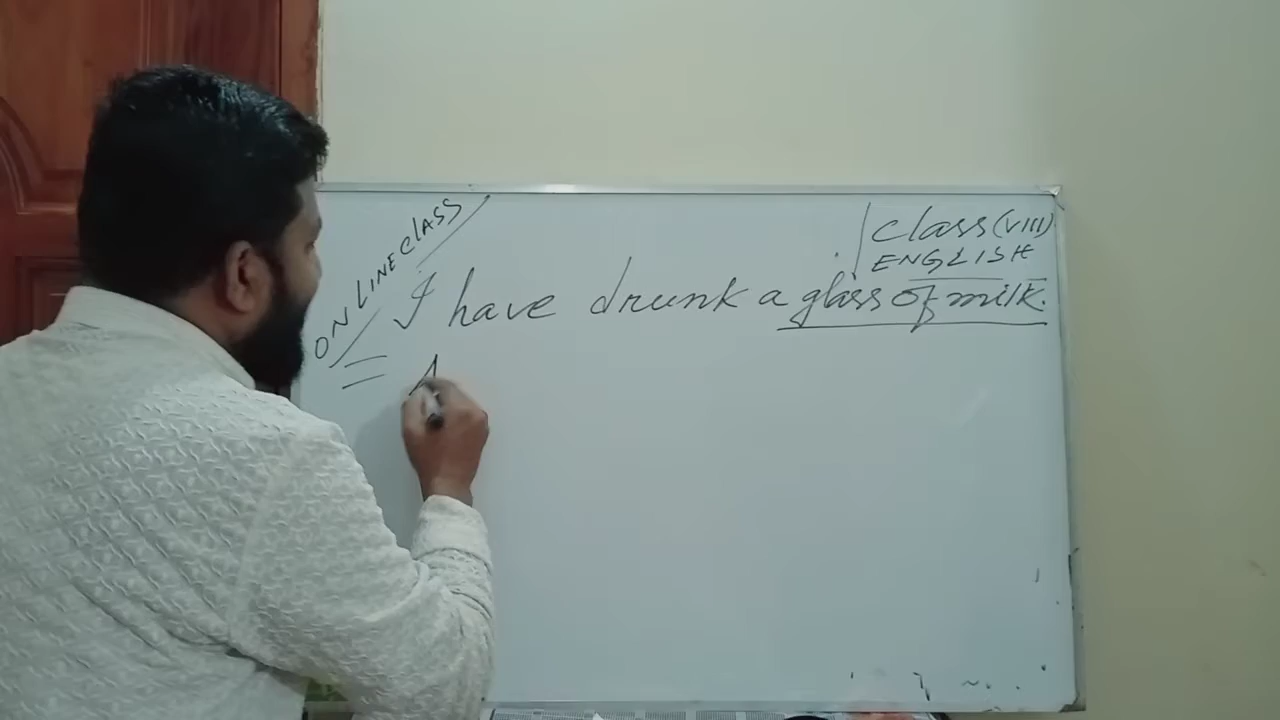 ONLINE CLASS
Class (VIII)
ENGLISH
I have drunk a glass of milk.
= A